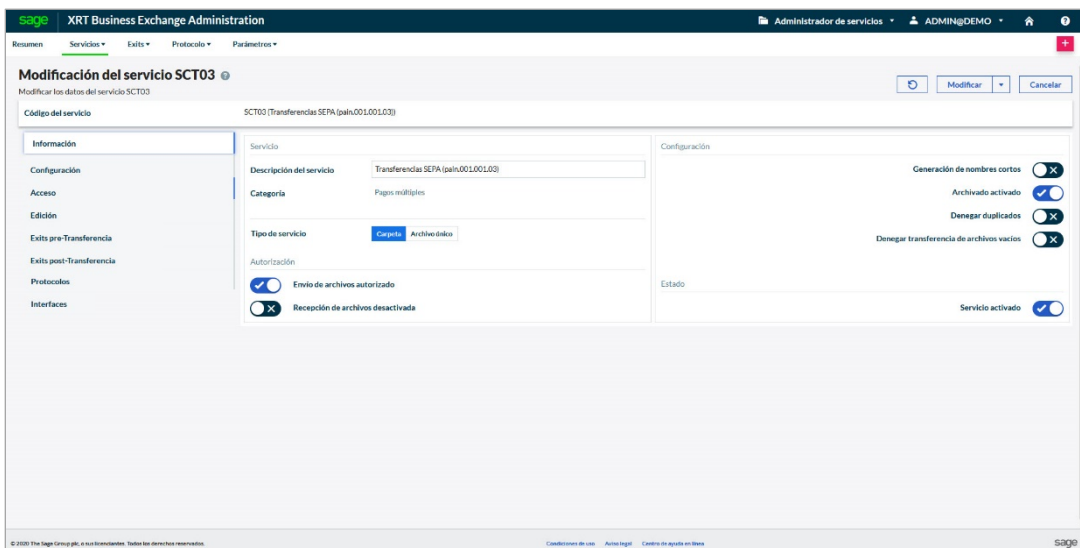 sage XRT Business Exchange Administration Administrador de servicios ADMIN@DEMO
Resumen Servicios Exits Protocolo Parámetros +
Modificación del servicio SCT03 ?
Modificar los datos del servicio SCT03
Modificar Cancelar
Código del servicio SCT03 (Transferencias SEPA (pain.001.001.03))
Información
Configuración
Acceso
Edición
Exits pre-Transferencia
Exits post-Transferencia
Protocolos
Interfaces
Servicio
Descripción del servicio Transferencias SEPA (pain.001.001.03)
Categoría Pagos múltiples
Tipo de servicio Carpeta Archivo único
Autorización
Envío de archivos autorizado
Recepción de archivos desactivada
Configuración
Generación de nombres cortos
Archivado activado
Denegar duplicados
Denegar transferencia de archivos vacíos
Estado
Servicio activado
© 2020 The Sage Group plc, o sus licenciantes. Todos los derechos reservados. Condiciones de uso Aviso legal Centro de ayuda en línea sage